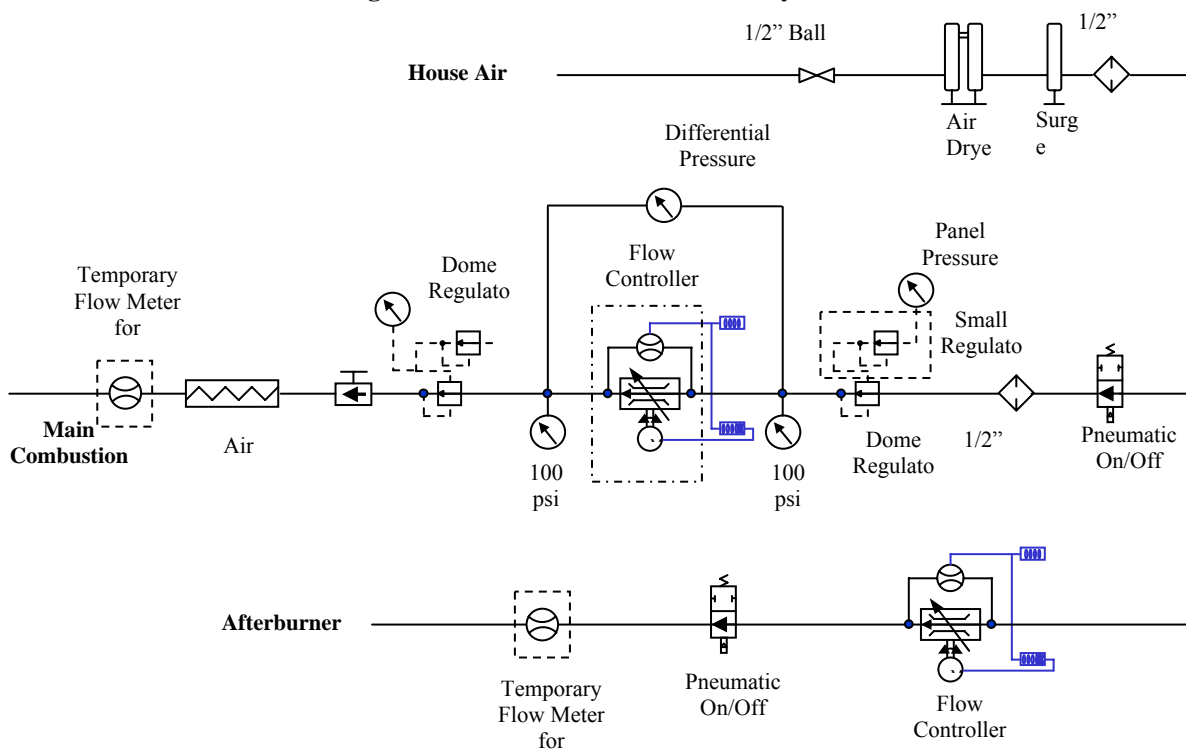 1/2” Ball
1/2”
House Air
Air
Drye
Surg
e
Differential
Pressure
Panel
Pressure
Flow
Controller
Dome
Regulato
Temporary
Flow Meter
for
Small
Regulato
Main
Combustion
Air
100
psi
100
psi
Dome
Regulato
1/2”
Pneumatic
On/Off
Afterburner
Temporary
Flow Meter
for
Pneumatic
On/Off
Flow
Controller